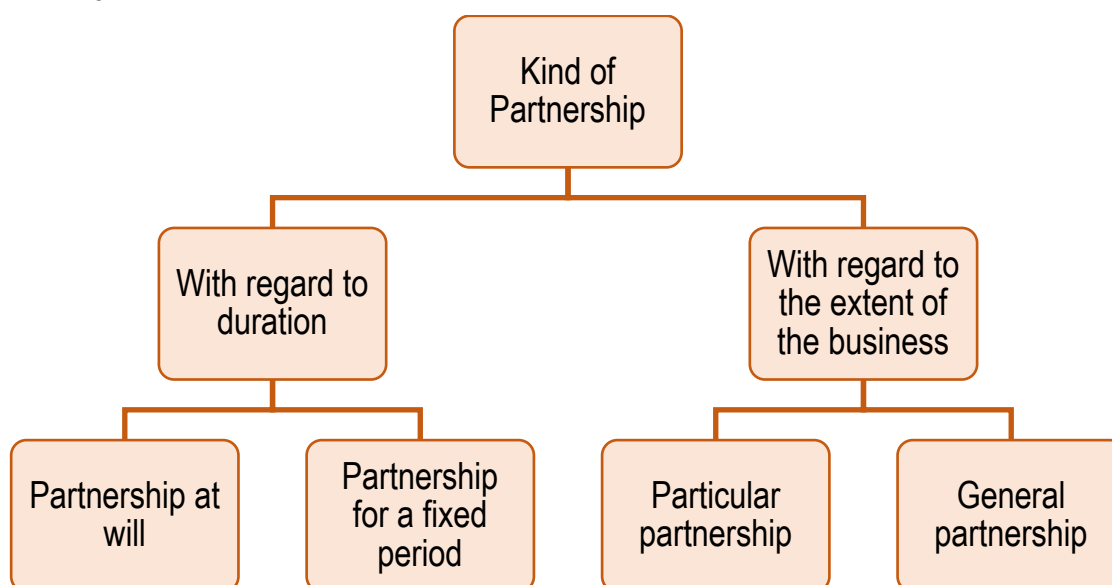 Kind of
Partnership
With regard to
duration
With regard to
the extent of
the business
Partnership at
will
Partnership
for a fixed
period
Particular
partnership
General
partnership